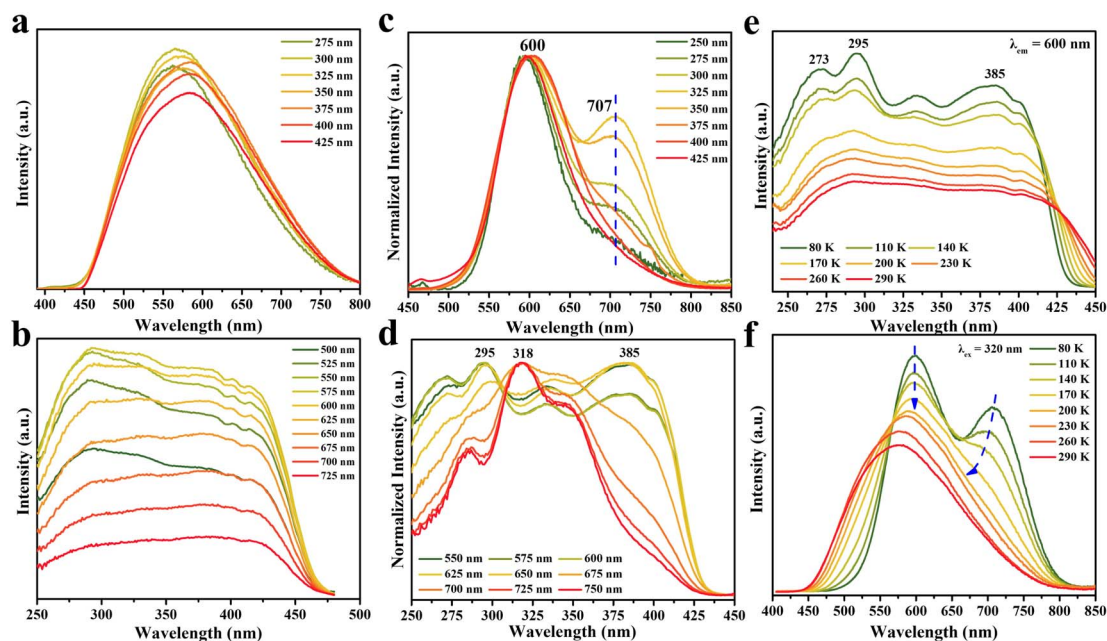 a
275 nm
300 nm
325 nm
350 nm
375 nm
400 nm
425 nm
Intensity (a.u.)
400 450 500 550 600 650 700 750 800
Wavelength (nm)
b
500 nm
525 nm
550 nm
575 nm
600 nm
625 nm
650 nm
675 nm
700 nm
725 nm
Intensity (a.u.)
250 300 350 400 450 500
Wavelength (nm)
c
600
707
250 nm
275 nm
300 nm
325 nm
350 nm
375 nm
400 nm
425 nm
Normalized Intensity (a.u.)
450 500 550 600 650 700 750 800 850
Wavelength (nm)
d
295 318 385
550 nm 575 nm 600 nm
625 nm 650 nm 675 nm
700 nm 725 nm 750 nm
Normalized Intensity (a.u.)
250 275 300 325 350 375 400 425 450
Wavelength (nm)
e
λem = 600 nm
273 295 385
80 K 110 K 140 K
170 K 200 K 230 K
260 K 290 K
Intensity (a.u.)
250 275 300 325 350 375 400 425 450
Wavelength (nm)
f
λex = 320 nm
80 K
110 K
140 K
170 K
200 K
230 K
260 K
290 K
Intensity (a.u.)
400 450 500 550 600 650 700 750 800 850
Wavelength (nm)